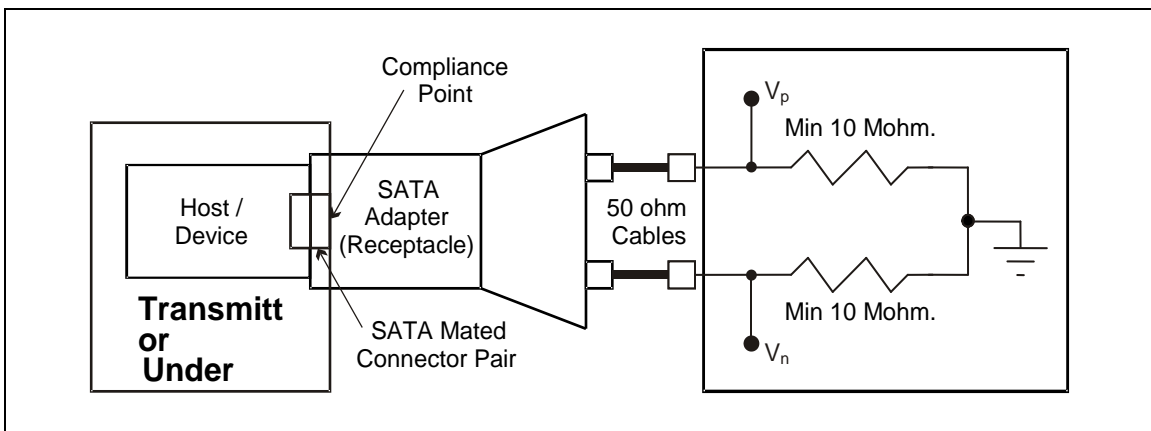 Compliance
Point
Host /
Device
SATA
Adapter
(Receptacle)
50 ohm
Cables
Vp
Min 10 Mohm.
Min 10 Mohm.
Vn
Transmitt
or
Under
SATA Mated
Connector Pair